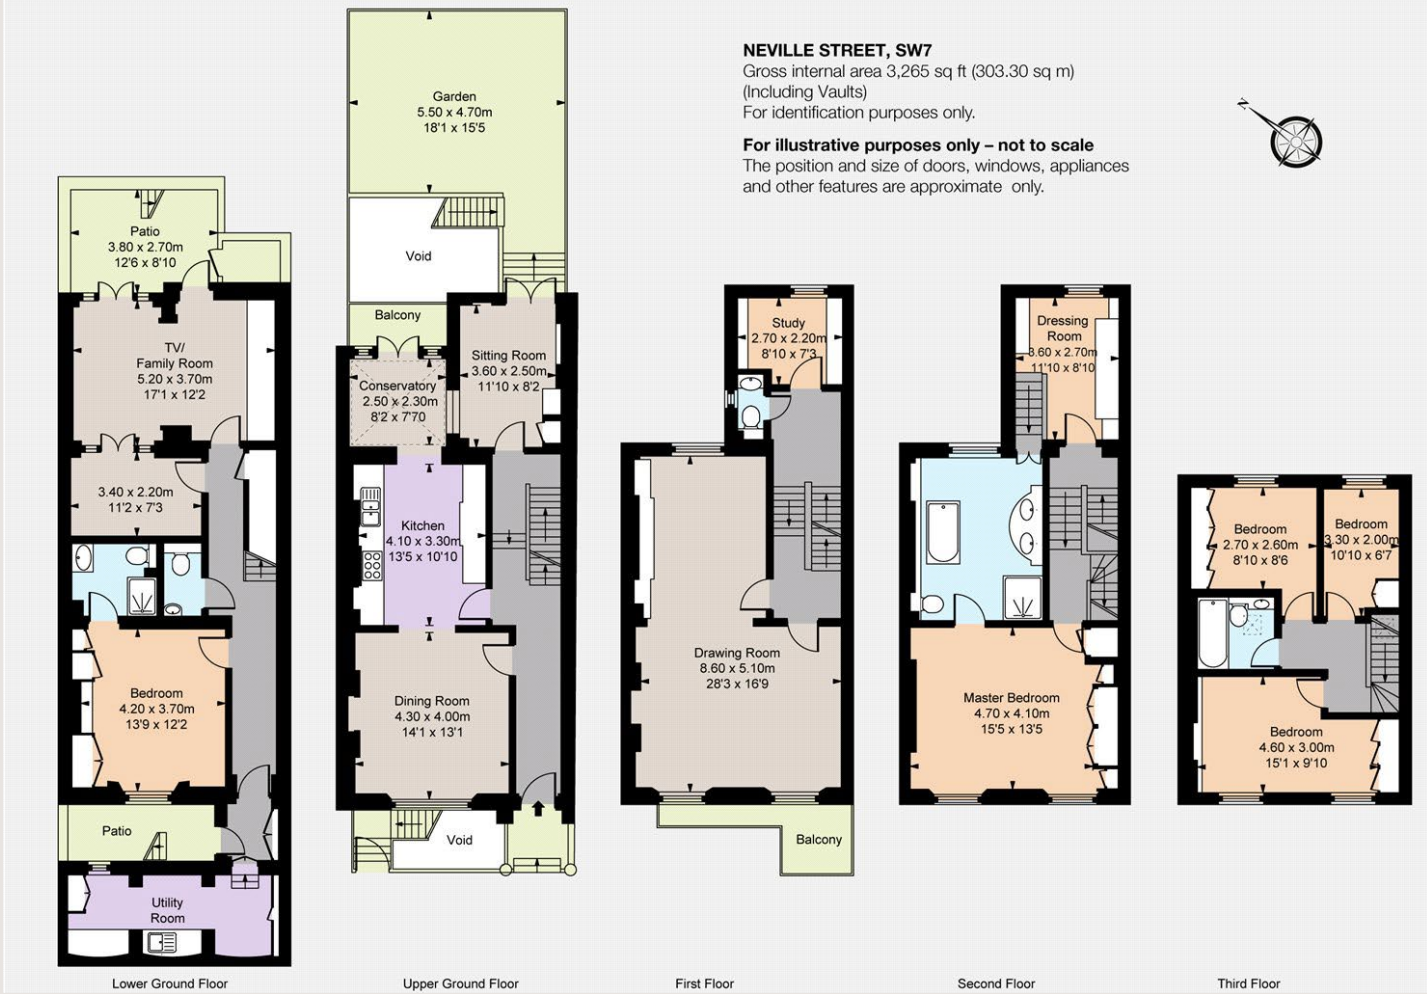 NEVILLE STREET, SW7
Gross internal area 3,265 sq ft (303.30 sq m)
(Including Vaults)
For identification purposes only.
For illustrative purposes only – not to scale
The position and size of doors, windows, appliances
and other features are approximate only.
N
Patio
3.80 x 2.70m
12'6 x 8'10
TV/
Family Room
5.20 x 3.70m
17'1 x 12'2
3.40 x 2.20m
11'2 x 7'3
Bedroom
4.20 x 3.70m
13'9 x 12'2
Patio
Utility
Room
Lower Ground Floor
Garden
5.50 x 4.70m
18'1 x 15'5
Void
Balcony
Conservatory
2.50 x 2.30m
8'2 x 7'70
Sitting Room
3.60 x 2.50m
11'10 x 8'2
Kitchen
4.10 x 3.30m
13'5 x 10'10
Dining Room
4.30 x 4.00m
14'1 x 13'1
Void
Upper Ground Floor
Study
2.70 x 2.20m
8'10 x 7'3
Drawing Room
8.60 x 5.10m
28'3 x 16'9
Balcony
First Floor
Dressing
Room
3.60 x 2.70m
11'10 x 8'10
Master Bedroom
4.70 x 4.10m
15'5 x 13'5
Second Floor
Bedroom
2.70 x 2.60m
8'10 x 8'6
Bedroom
3.30 x 2.00m
10'10 x 6'7
Bedroom
4.60 x 3.00m
15'1 x 9'10
Third Floor